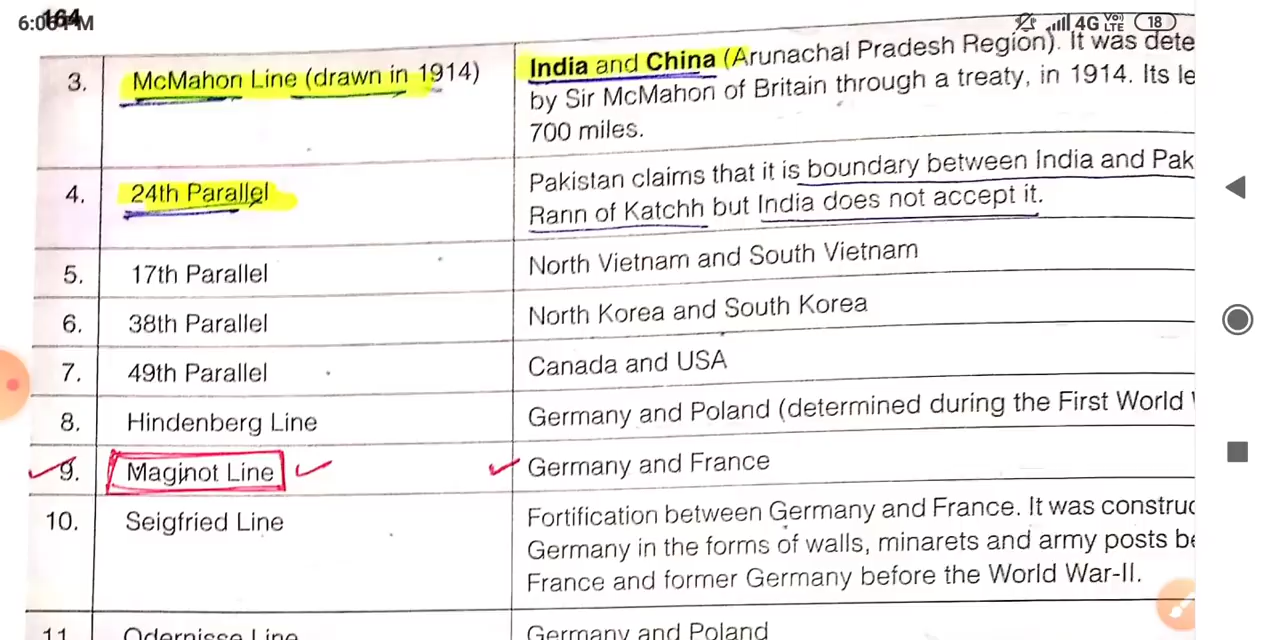 164
6:06 PM
4G
VoI) LTE
18
3. McMahon Line (drawn in 1914) India and China (Arunachal Pradesh Region). It was dete
by Sir McMahon of Britain through a treaty, in 1914. Its le
700 miles.
4. 24th Parallel Pakistan claims that it is boundary between India and Pak
Rann of Katchh but India does not accept it.
5. 17th Parallel North Vietnam and South Vietnam
6. 38th Parallel North Korea and South Korea
7. 49th Parallel Canada and USA
8. Hindenberg Line Germany and Poland (determined during the First World
9. Maginot Line Germany and France
10. Seigfried Line Fortification between Germany and France. It was construc
Germany in the forms of walls, minarets and army posts be
France and former Germany before the World War-II.
11 Odernisse Line Germany and Poland